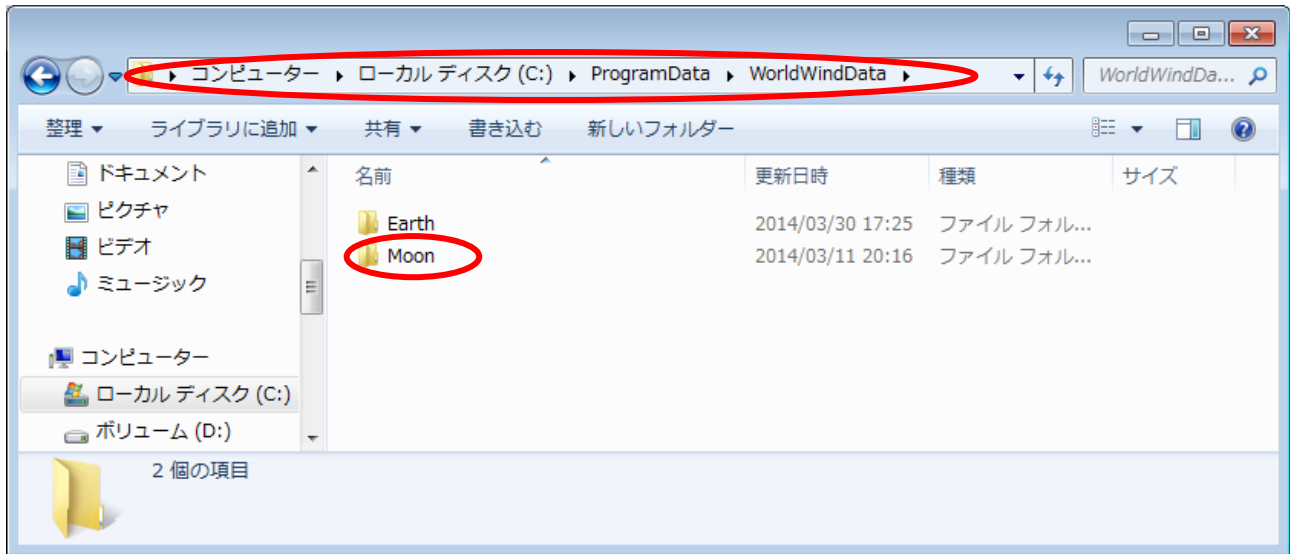 コンピューター ▸ ローカル ディスク (C:) ▸ ProgramData ▸ WorldWindData ▸
WorldWindDa...
整理 ライブラリに追加 共有 書き込む 新しいフォルダー
ドキュメント
ピクチャ
ビデオ
ミュージック
コンピューター
ローカル ディスク (C:)
ボリューム (D:)
名前 更新日時 種類 サイズ
Earth 2014/03/30 17:25 ファイル フォル...
Moon 2014/03/11 20:16 ファイル フォル...
2 個の項目